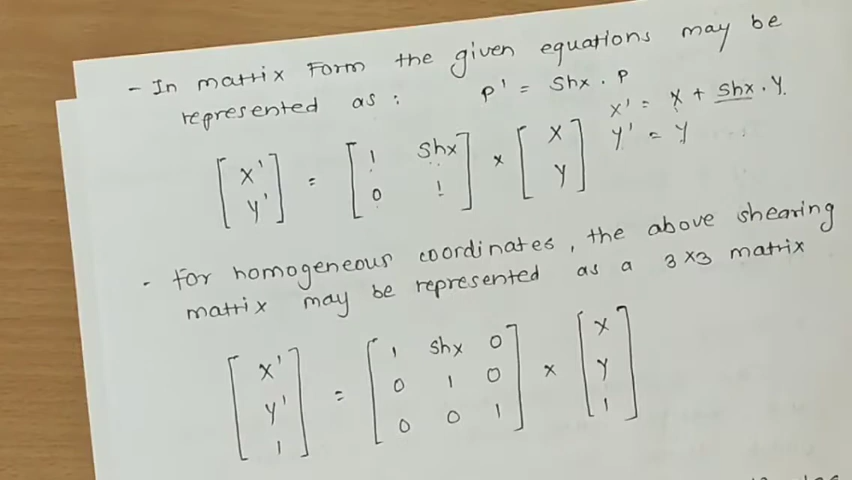 - In matrix form the given equations may be
represented as : P' = Shx . P
X' = X + Shx . Y
Y' = Y
[X' Y'] = [1 Shx 0 1] × [X Y]
- For homogeneous coordinates, the above shearing
matrix may be represented as a 3×3 matrix
[X' Y' 1] = [1 Shx 0 0 1 0 0 0 1] × [X Y 1]